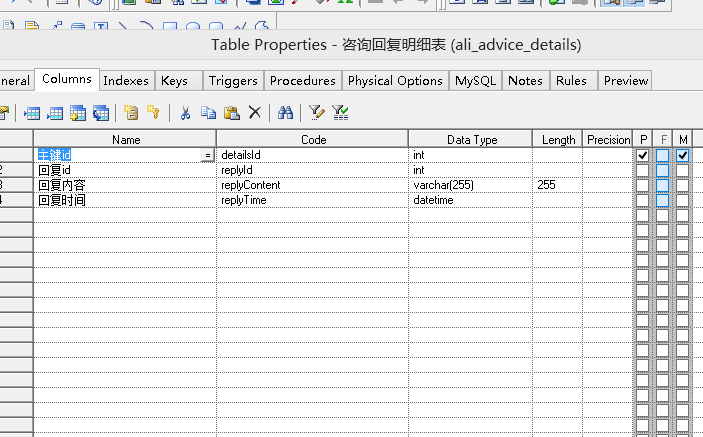 Table Properties - 咨询回复明细表 (ali_advice_details)
neral Columns Indexes Keys Triggers Procedures Physical Options MySQL Notes Rules Preview
Name Code Data Type Length Precision P F M
主键id = detailsId int
2 回复id replyId int
3 回复内容 replyContent varchar(255) 255
4 回复时间 replyTime datetime